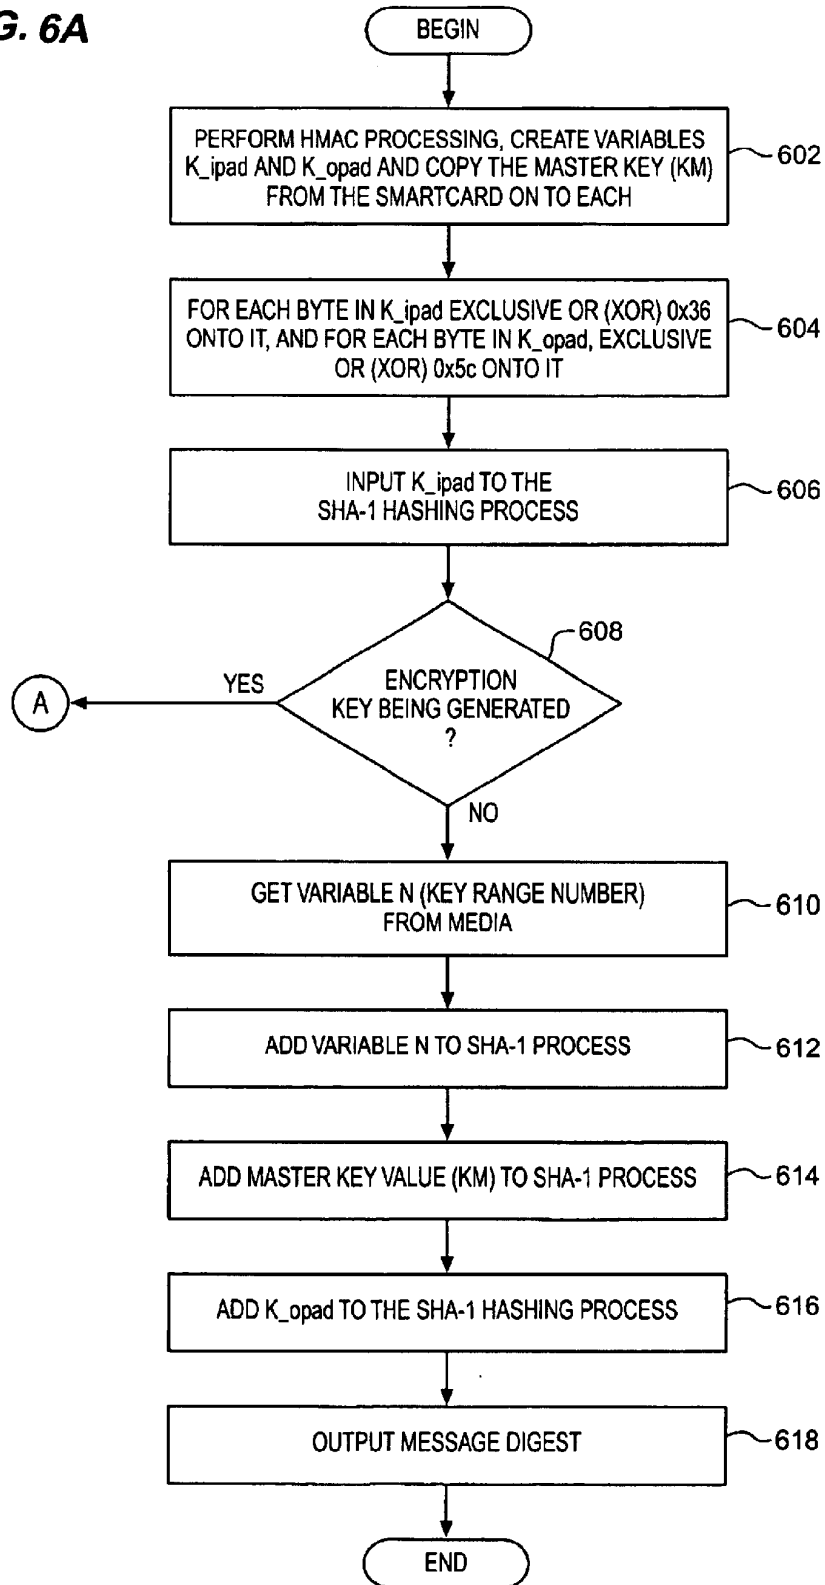 G. 6A
BEGIN
PERFORM HMAC PROCESSING, CREATE VARIABLES
K_ipad AND K_opad AND COPY THE MASTER KEY (KM)
FROM THE SMARTCARD ON TO EACH
602
FOR EACH BYTE IN K_ipad EXCLUSIVE OR (XOR) 0x36
ONTO IT, AND FOR EACH BYTE IN K_opad, EXCLUSIVE
OR (XOR) 0x5c ONTO IT
604
INPUT K_ipad TO THE
SHA-1 HASHING PROCESS
606
608
ENCRYPTION
KEY BEING GENERATED
?
YES
A
NO
GET VARIABLE N (KEY RANGE NUMBER)
FROM MEDIA
610
ADD VARIABLE N TO SHA-1 PROCESS
612
ADD MASTER KEY VALUE (KM) TO SHA-1 PROCESS
614
ADD K_opad TO THE SHA-1 HASHING PROCESS
616
OUTPUT MESSAGE DIGEST
618
END